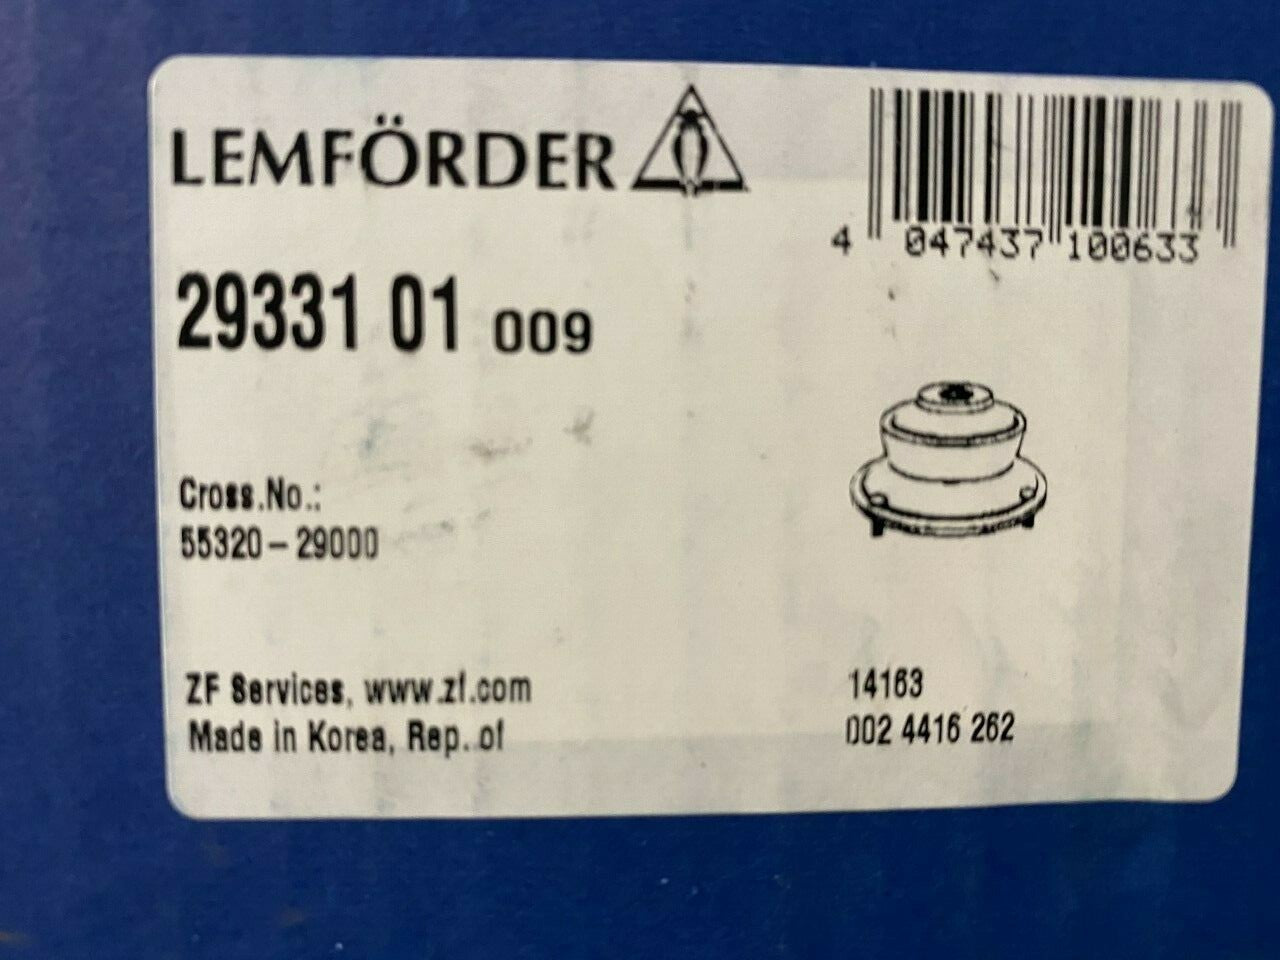 LEMFÖRDER
4 047437 100633
29331 01 009
Cross.No.:
55320-29000
ZF Services, www.zf.com
Made in Korea, Rep. of
14163
002 4416 262